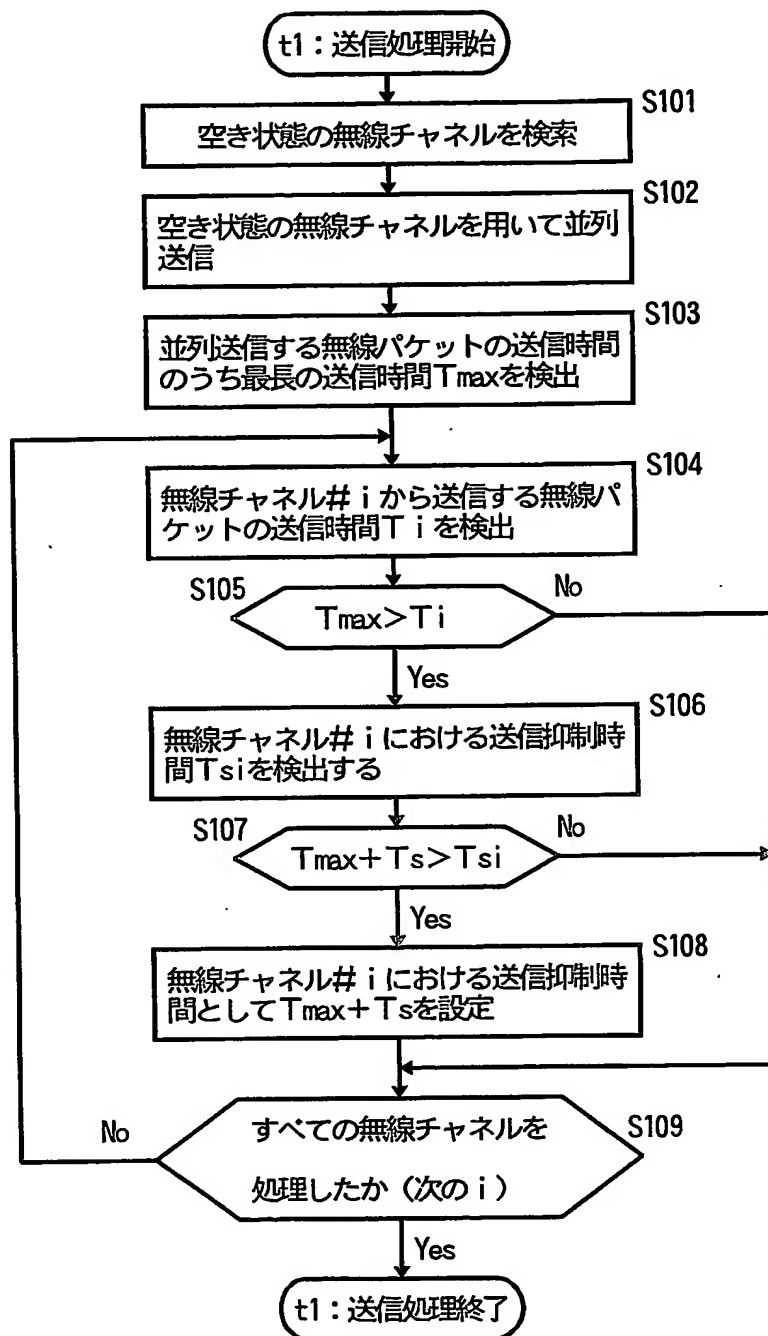 t1：送信処理開始
S101
空き状態の無線チャネルを検索
S102
空き状態の無線チャネルを用いて並列
送信
S103
並列送信する無線パケットの送信時間
のうち最長の送信時間Tmaxを検出
S104
無線チャネル＃ｉから送信する無線パ
ケットの送信時間Ｔｉを検出
S105
Ｔmax＞Ｔｉ
No
Yes
S106
無線チャネル＃ｉにおける送信抑制時
間Tsiを検出する
S107
Ｔmax＋Ｔs＞Ｔsi
No
Yes
S108
無線チャネル＃ｉにおける送信抑制時
間としてＴmax＋Ｔsを設定
S109
すべての無線チャネルを
処理したか（次のｉ）
No
Yes
t1：送信処理終了